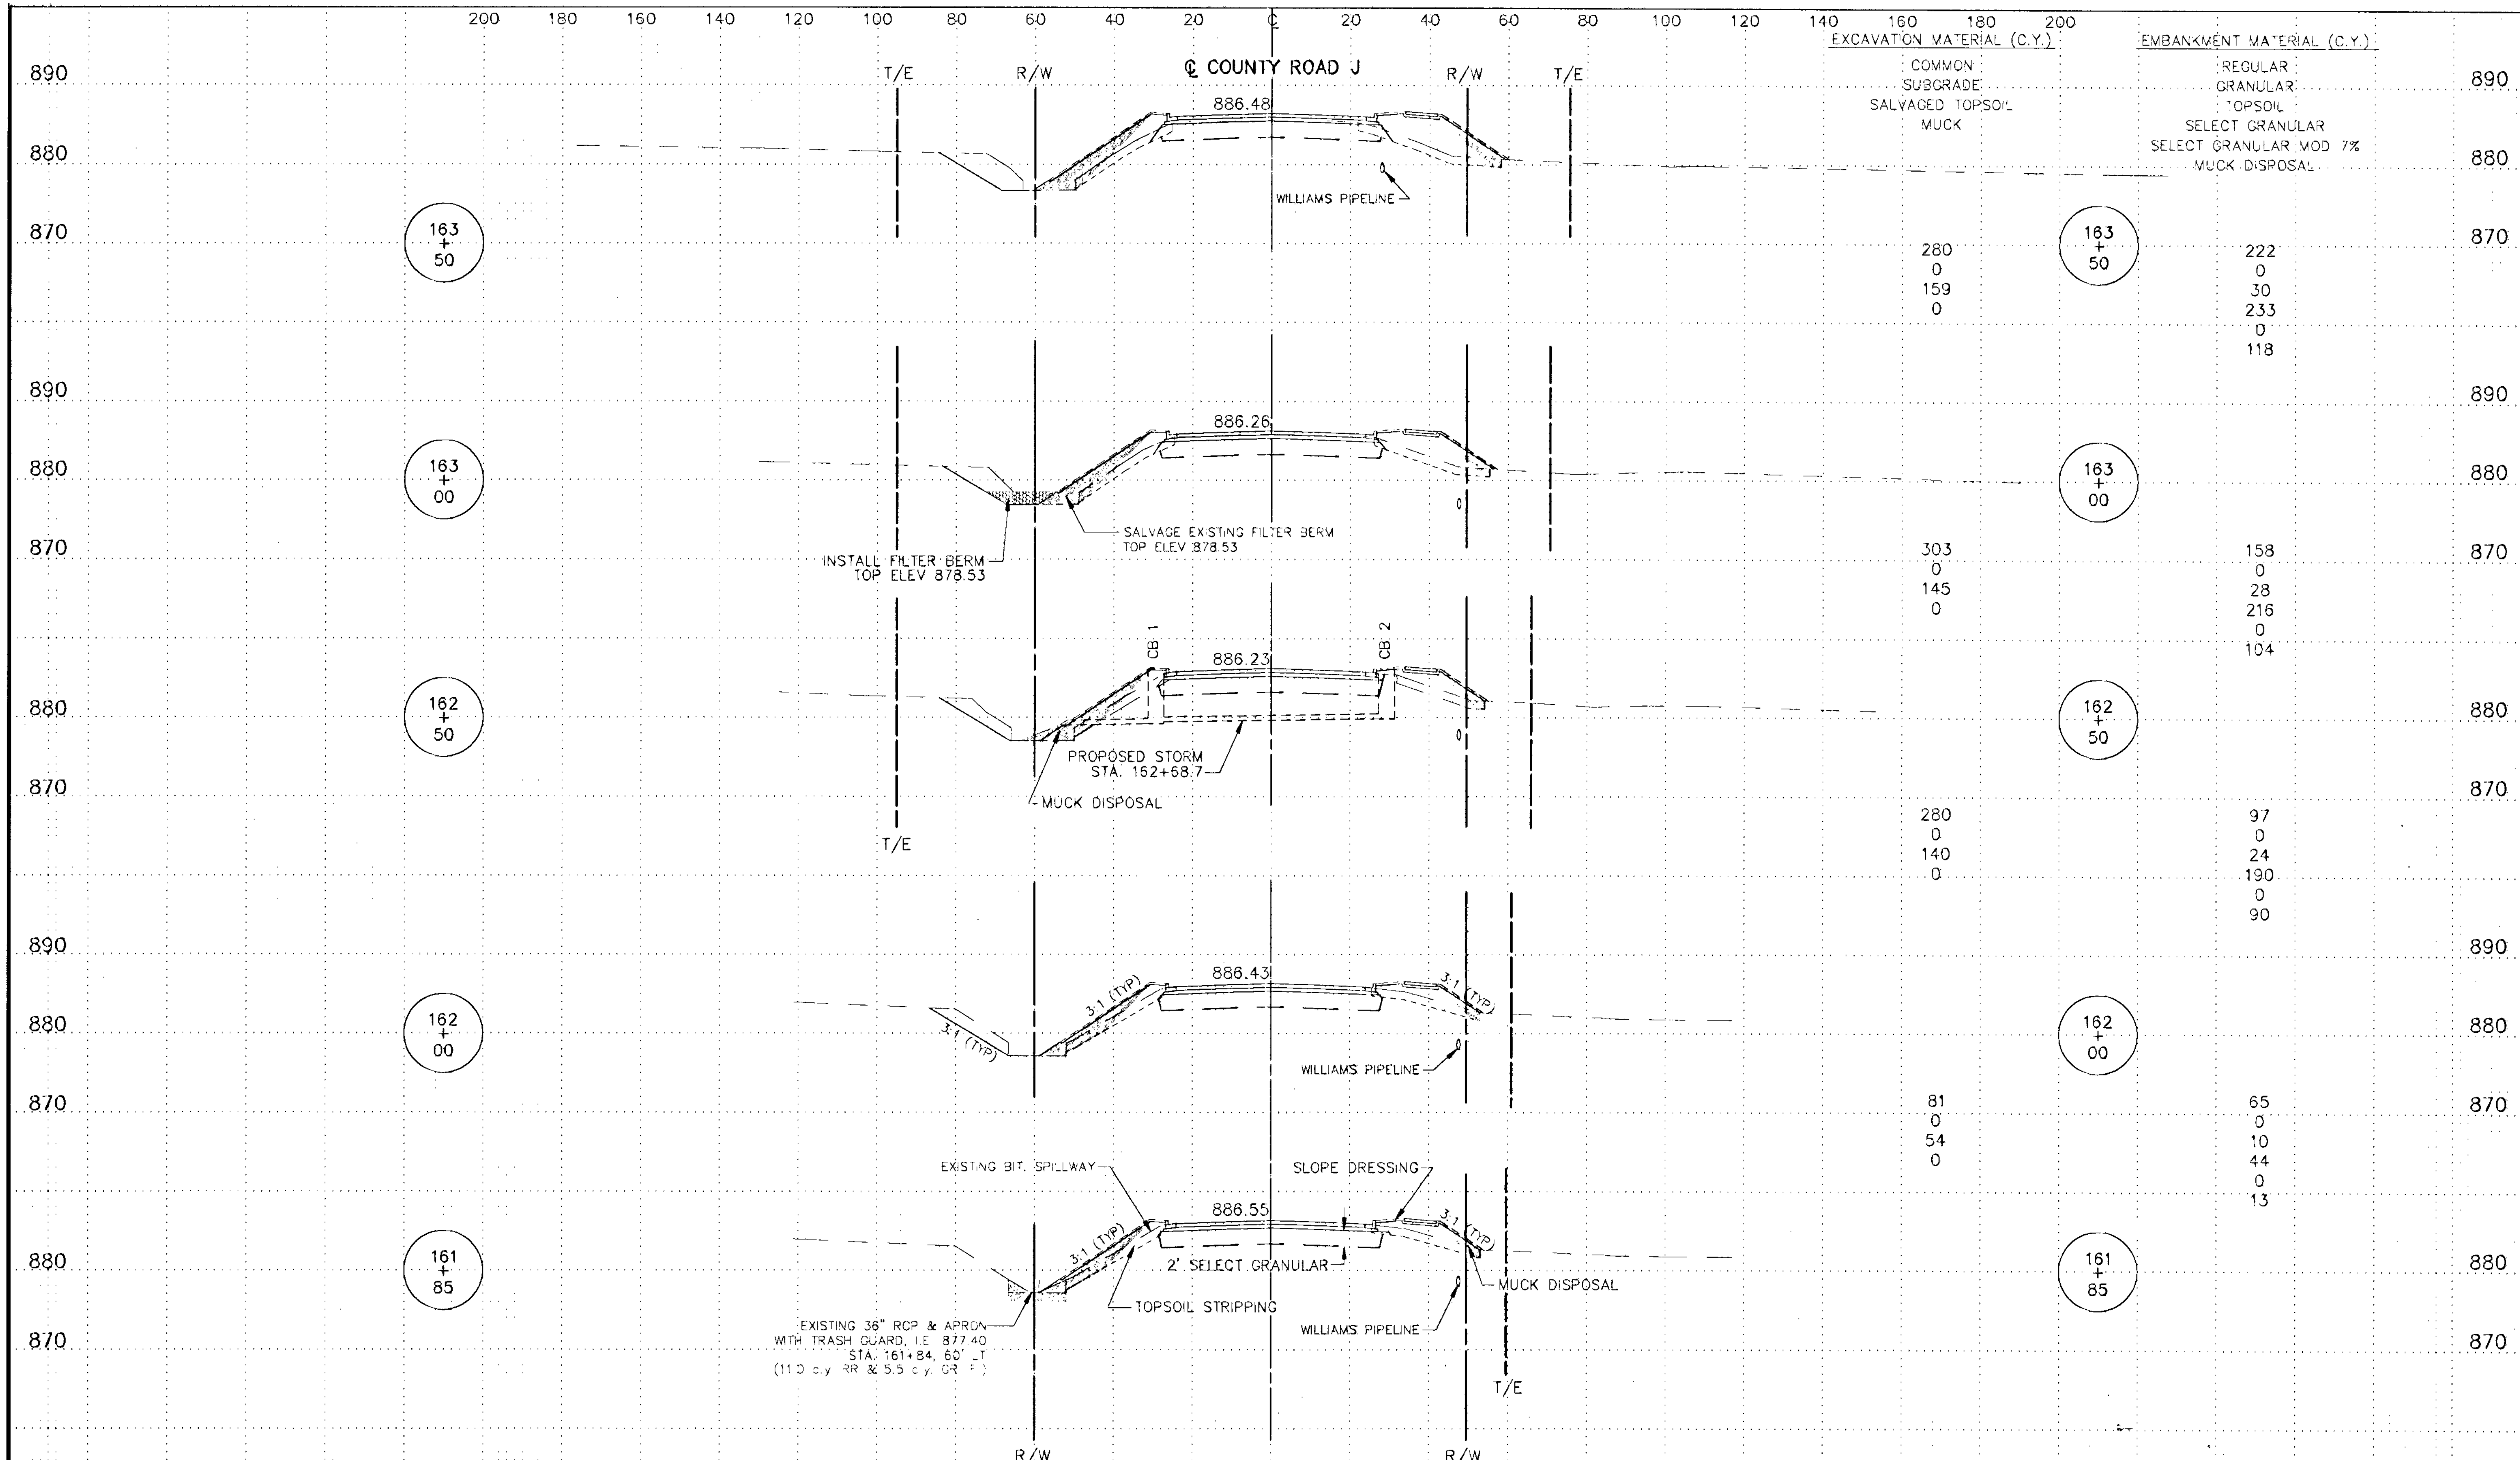 200 180 160 140 120 100 80 60 40 20 ℄ 20 40 60 80 100 120 140 160 180 200
EXCAVATION MATERIAL (C.Y.) EMBANKMENT MATERIAL (C.Y.)
COMMON REGULAR
SUBGRADE GRANULAR
SALVAGED TOPSOIL TOPSOIL
MUCK SELECT GRANULAR
SELECT GRANULAR MOD 7%
MUCK DISPOSAL
T/E R/W ℄ COUNTY ROAD J R/W T/E
890 890
886.48
880 880
WILLIAMS PIPELINE
163 + 50 163 + 50
870 870
280 222
0 0
159 30
0 233
0
118
890 890
886.26
880 880
163 + 00 163 + 00
SALVAGE EXISTING FILTER BERM
TOP ELEV 878.53
INSTALL FILTER BERM
TOP ELEV 878.53
870 870
303 158
0 0
145 28
0 216
0
104
CB 1 CB 2
886.23
880 880
162 + 50 162 + 50
PROPOSED STORM
STA. 162+68.7
MUCK DISPOSAL
870 870
T/E
280 97
0 0
140 24
0 190
0
90
890 890
886.43
3:1 (TYP) 3:1 (TYP)
3:1 (TYP)
880 880
162 + 00 162 + 00
WILLIAMS PIPELINE
870 870
81 65
0 0
54 10
0 44
0
13
EXISTING BIT. SPILLWAY SLOPE DRESSING
886.55
3:1 (TYP) 3:1 (TYP)
880 880
161 + 85 161 + 85
2' SELECT GRANULAR
MUCK DISPOSAL
TOPSOIL STRIPPING
WILLIAMS PIPELINE
EXISTING 36" RCP & APRON
WITH TRASH GUARD, I.E. 877.40
STA. 161+84, 60' LT
(11.0 c.y. RR & 5.5 c.y. GR. F.)
870 870
T/E
R/W R/W